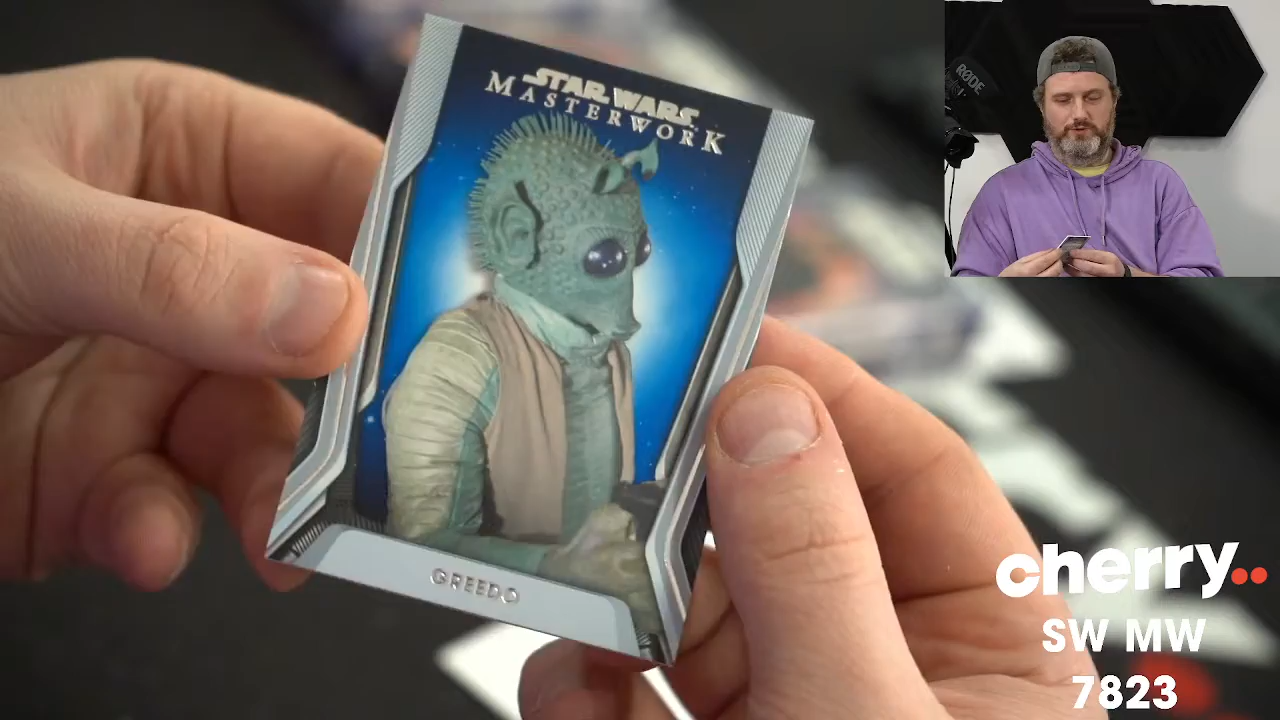 STAR WARS
MASTERWORK
GREEDO
RØDE
cherry..
SW MW
7823